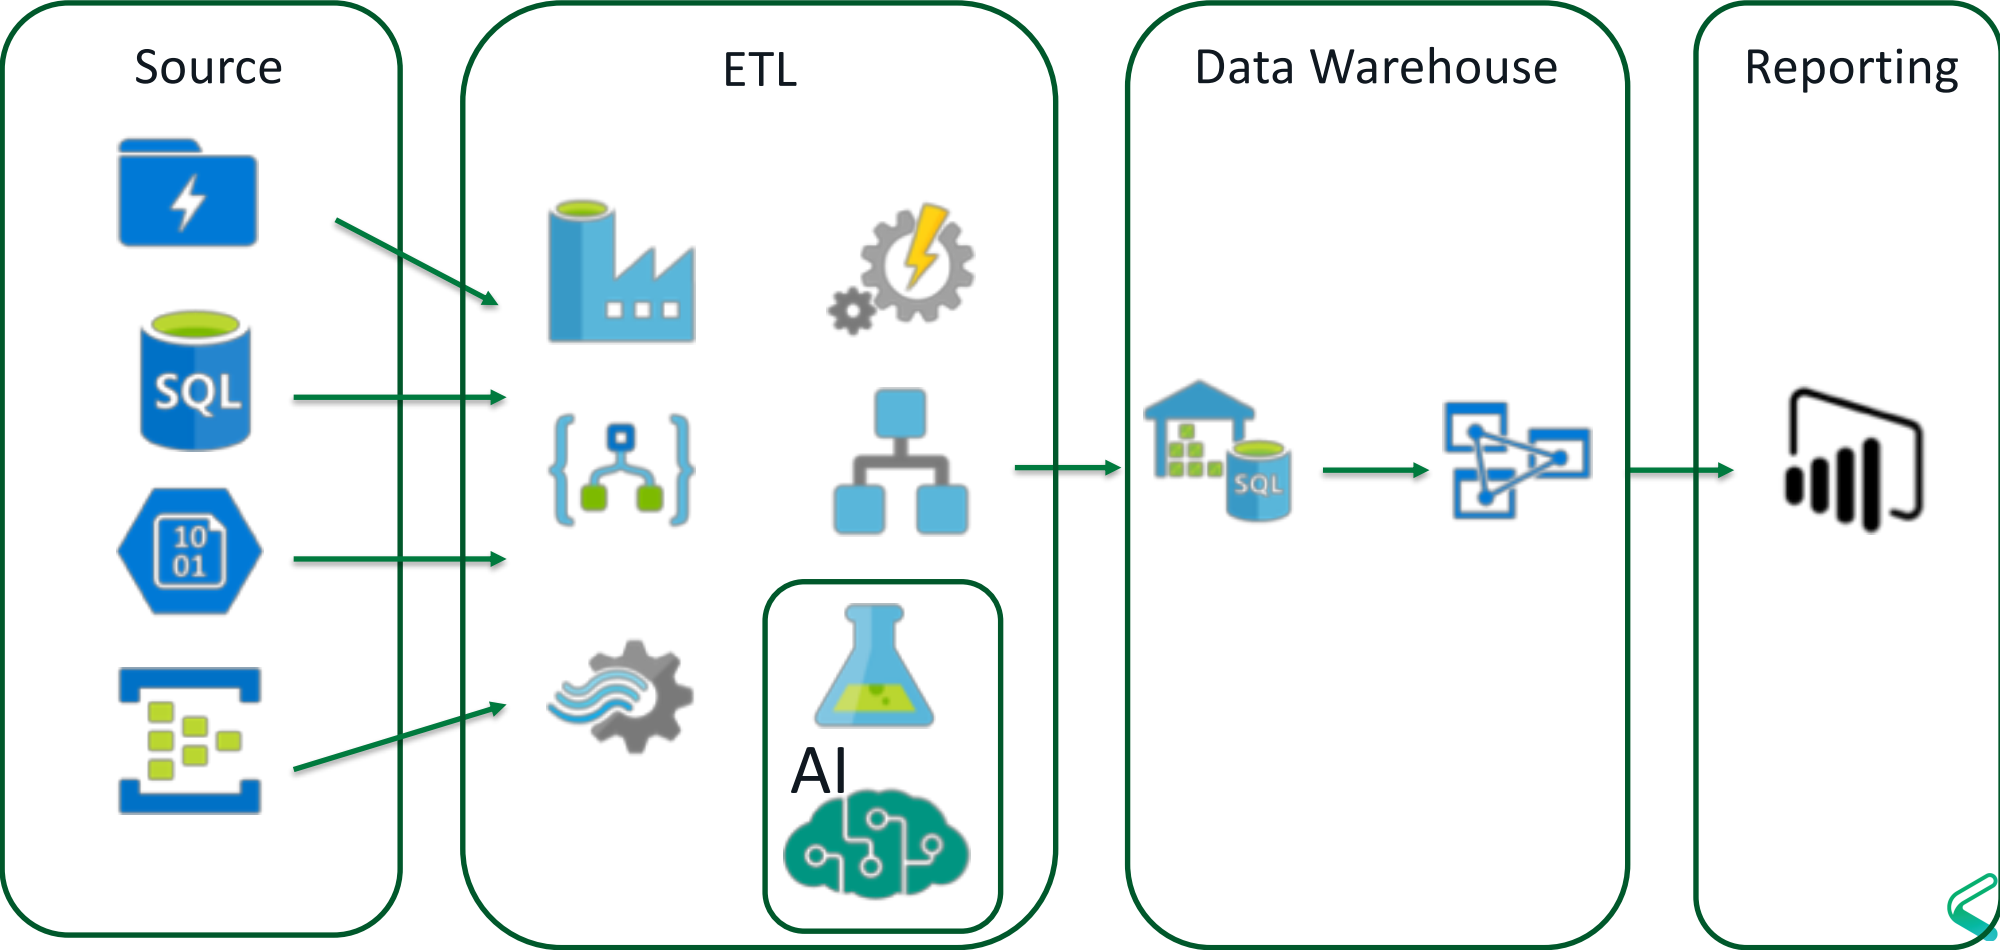 Source
ETL
Data Warehouse
Reporting
SQL
10
01
SQL
AI